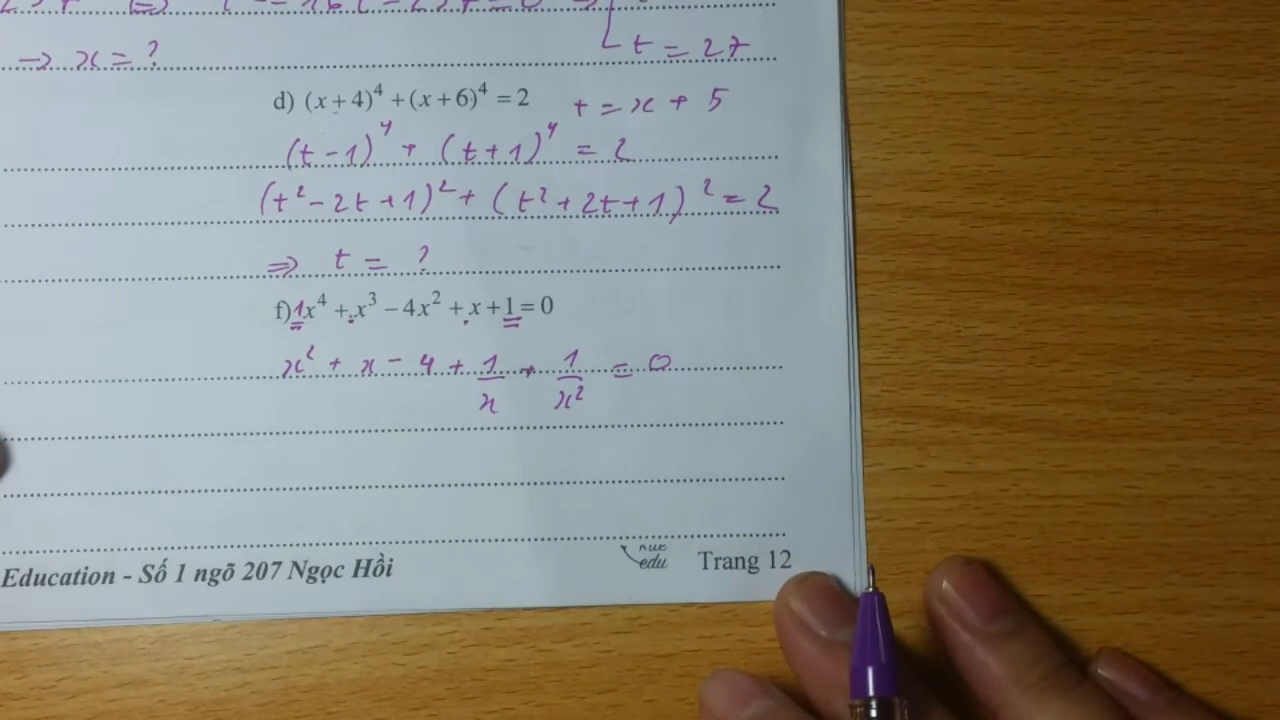 t = 27
→ x = ?
d) (x + 4)⁴ + (x + 6)⁴ = 2 t = x + 5
(t - 1)⁴ + (t + 1)⁴ = 2
(t² - 2t + 1)² + (t² + 2t + 1)² = 2
⇒ t = ?
f) 1x⁴ + x³ − 4x² + x + 1 = 0
x² + x - 4 + 1/x + 1/x² = 0
Education - Số 1 ngõ 207 Ngọc Hồi nue edu Trang 12